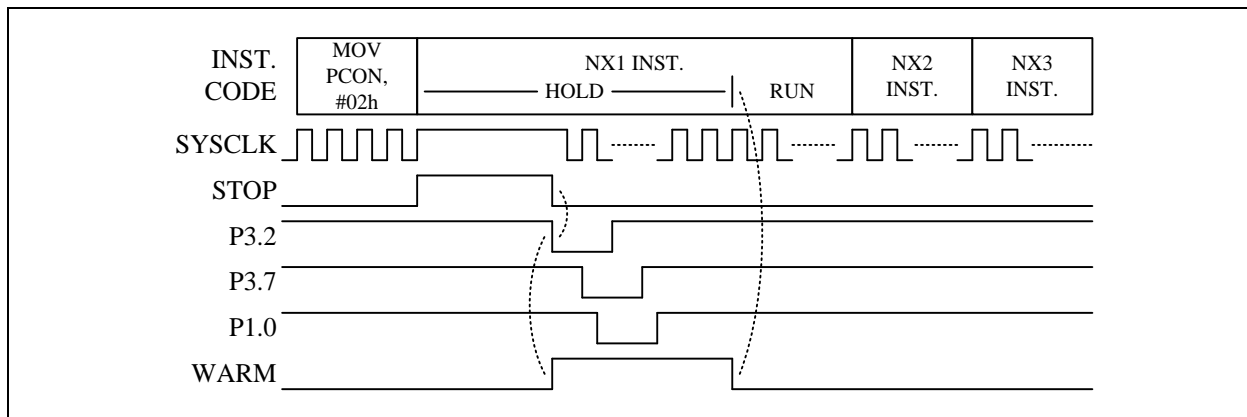 INST.
CODE
MOV
PCON,
#02h
NX1 INST.
HOLD
RUN
NX2
INST.
NX3
INST.
SYSCLK
STOP
P3.2
P3.7
P1.0
WARM